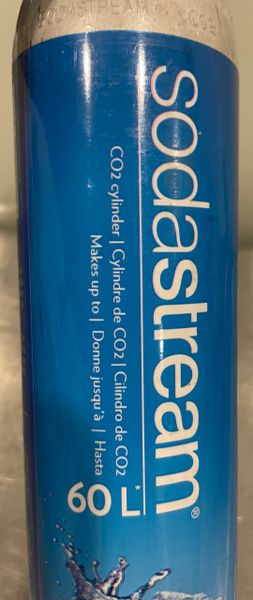 sodastream®
CO2 cylinder | Cylindre de CO2 | Cilindro de CO2
Makes up to | Donne jusqu'à | Hasta
60 L*